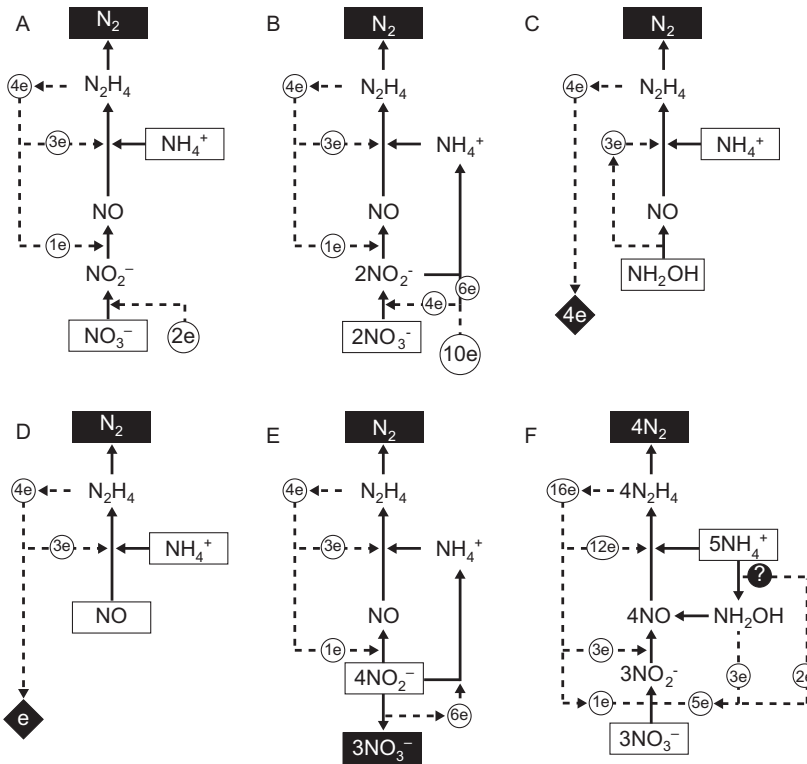 A
N₂
4e
N₂H₄
3e
NH₄⁺
NO
1e
NO₂⁻
NO₃⁻
2e
B
N₂
4e
N₂H₄
3e
NH₄⁺
NO
1e
2NO₂⁻
6e
4e
2NO₃⁻
10e
C
N₂
4e
N₂H₄
3e
NH₄⁺
NO
NH₂OH
4e
D
N₂
4e
N₂H₄
3e
NH₄⁺
NO
e
E
N₂
4e
N₂H₄
3e
NH₄⁺
NO
1e
4NO₂⁻
6e
3NO₃⁻
F
4N₂
16e
4N₂H₄
12e
5NH₄⁺
?
4NO
NH₂OH
3e
3NO₂⁻
3e
2e
1e
5e
3NO₃⁻